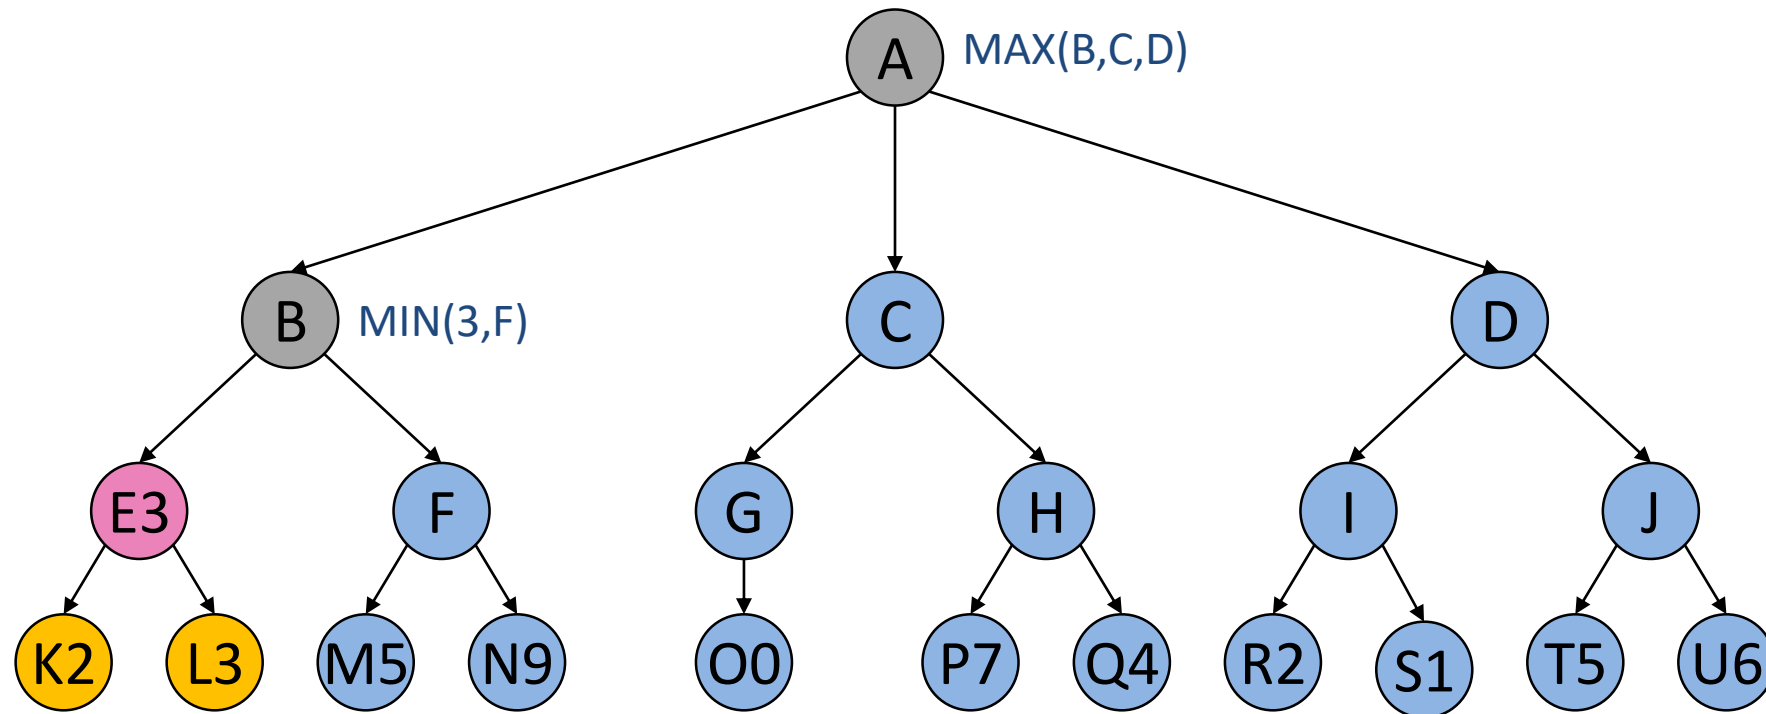 A
MAX(B,C,D)
B
MIN(3,F)
C
D
E3
F
G
H
I
J
K2
L3
M5
N9
O0
P7
Q4
R2
S1
T5
U6